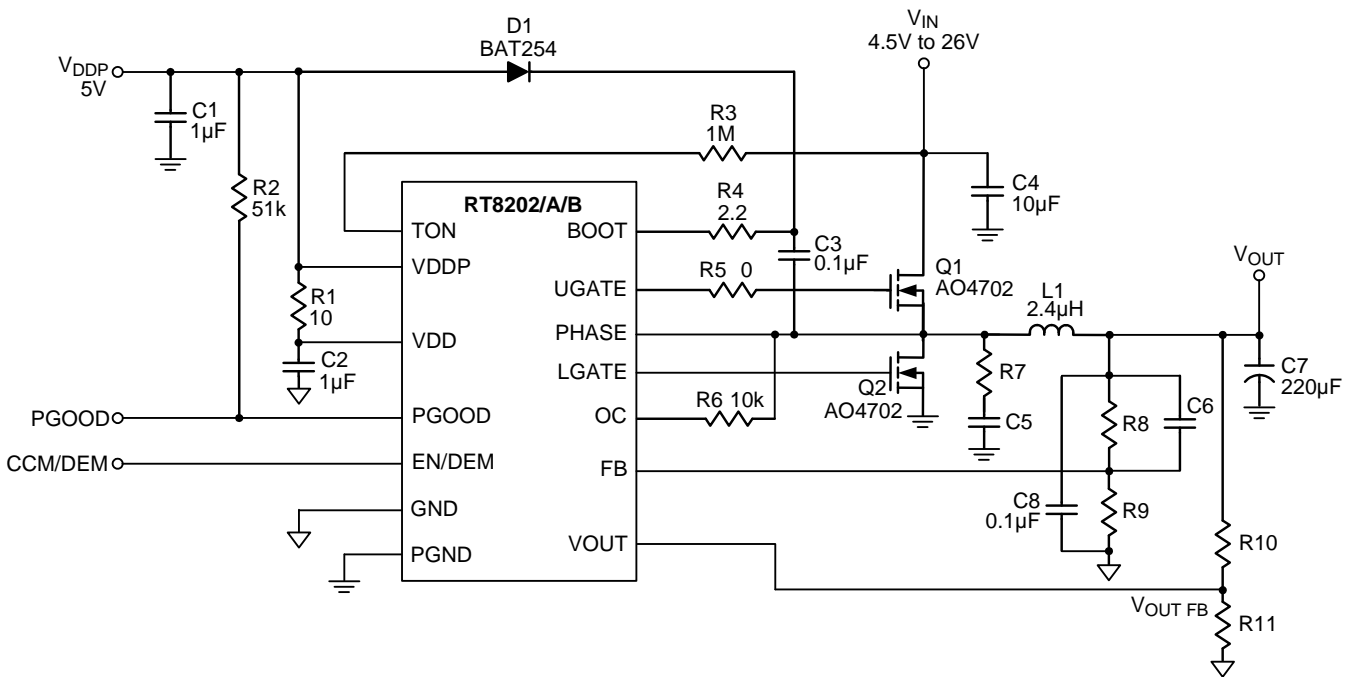 D1
BAT254
VIN
4.5V to 26V
VDDP
5V
C1
1µF
R3
1M
R2
51k
RT8202/A/B
R4
2.2
C4
10µF
TON
BOOT
C3
0.1µF
VDDP
R5 0
Q1
AO4702
VOUT
UGATE
L1
2.4µH
R1
10
PHASE
VDD
C2
1µF
LGATE
Q2
AO4702
R7
C7
220µF
PGOOD
PGOOD
OC
R6 10k
C5
R8
C6
CCM/DEM
EN/DEM
FB
GND
C8
0.1µF
R9
VOUT
R10
PGND
VOUT FB
R11